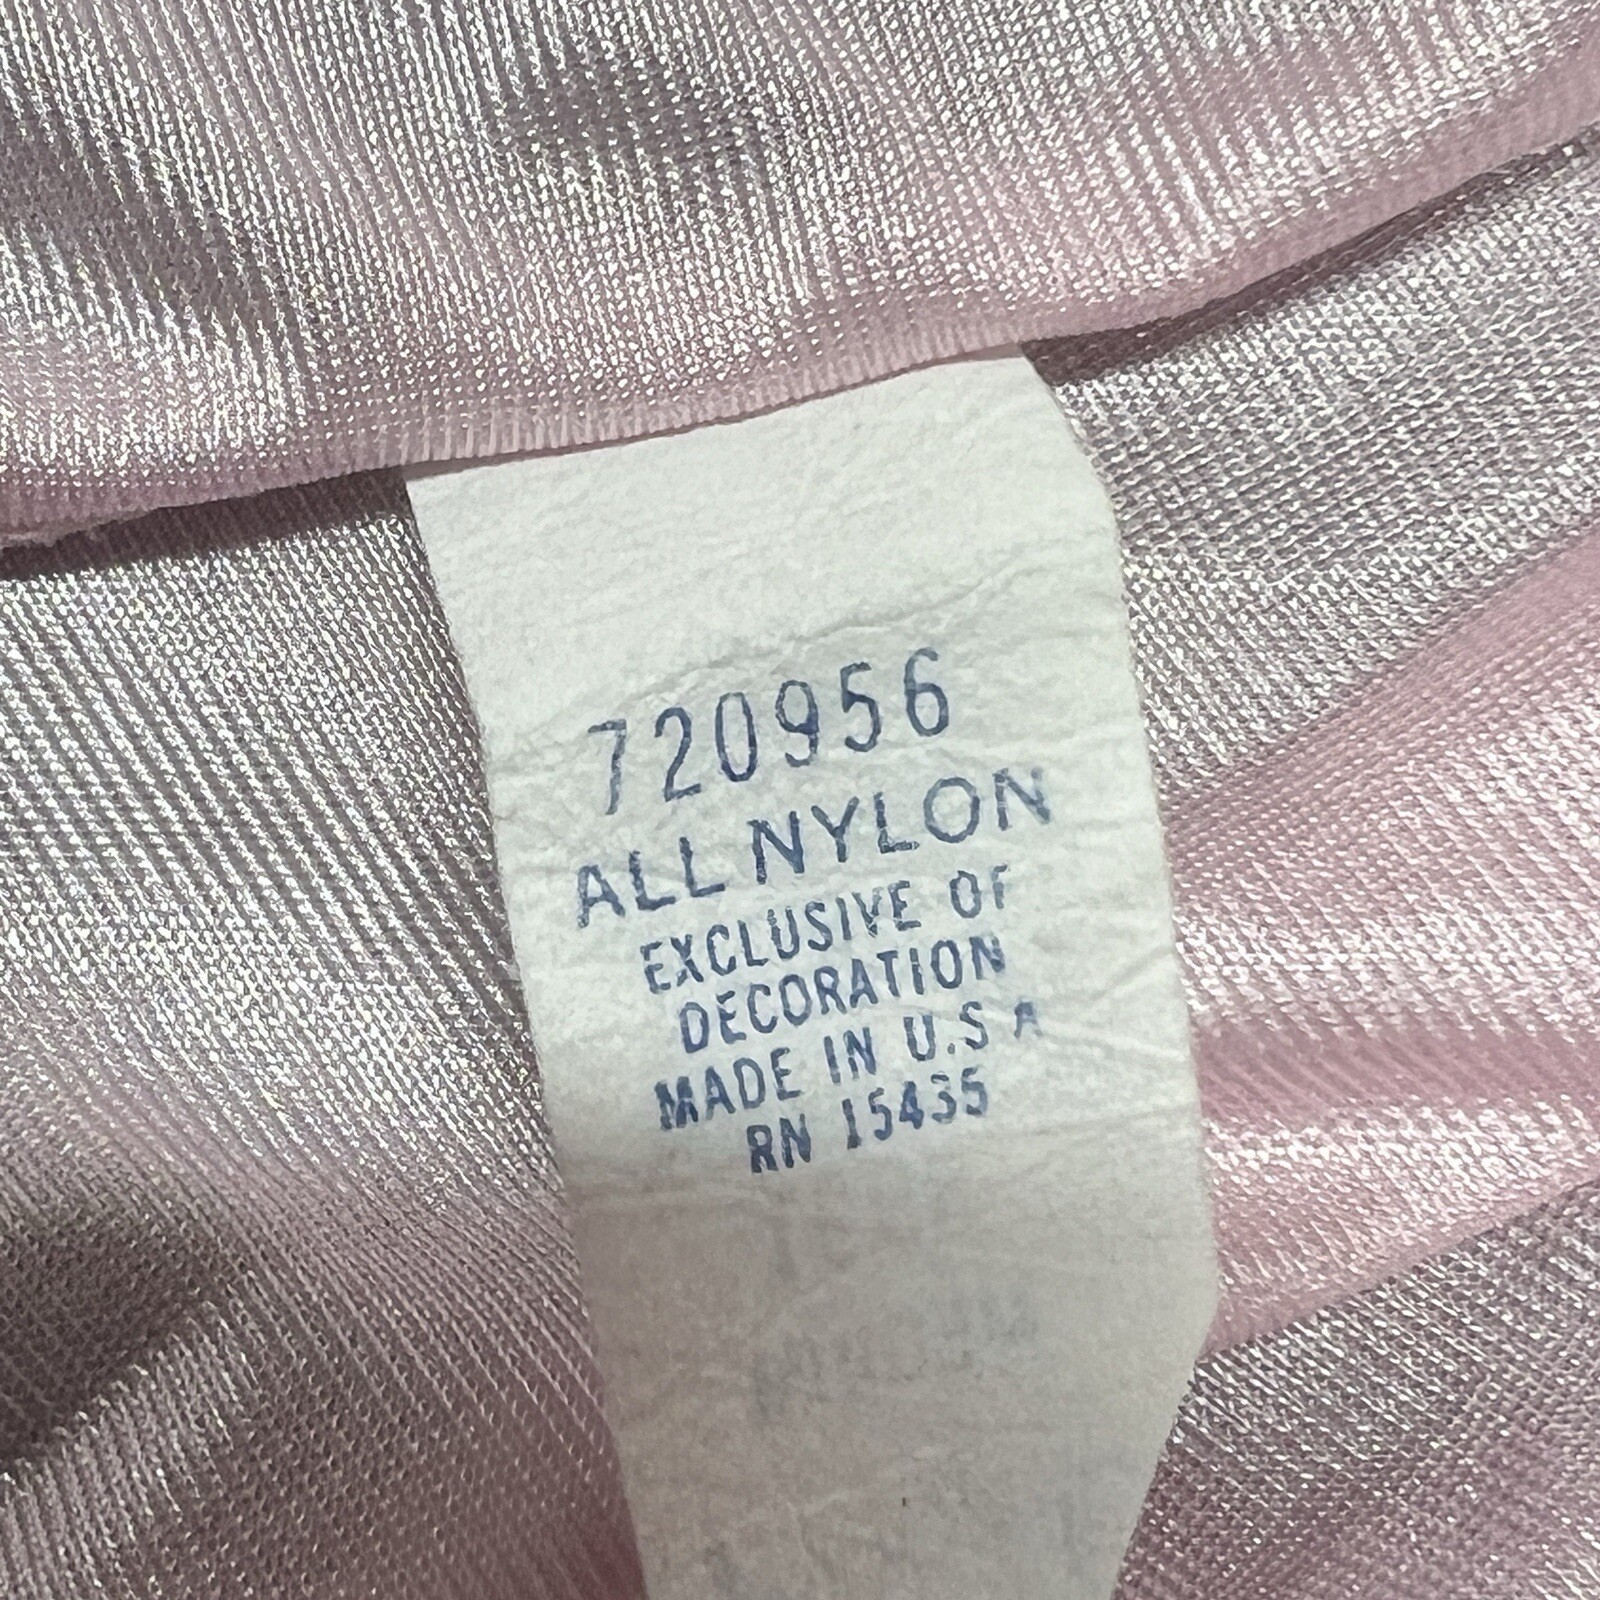 720956
ALL NYLON
EXCLUSIVE OF
DECORATION
MADE IN U.S A
RN 15435